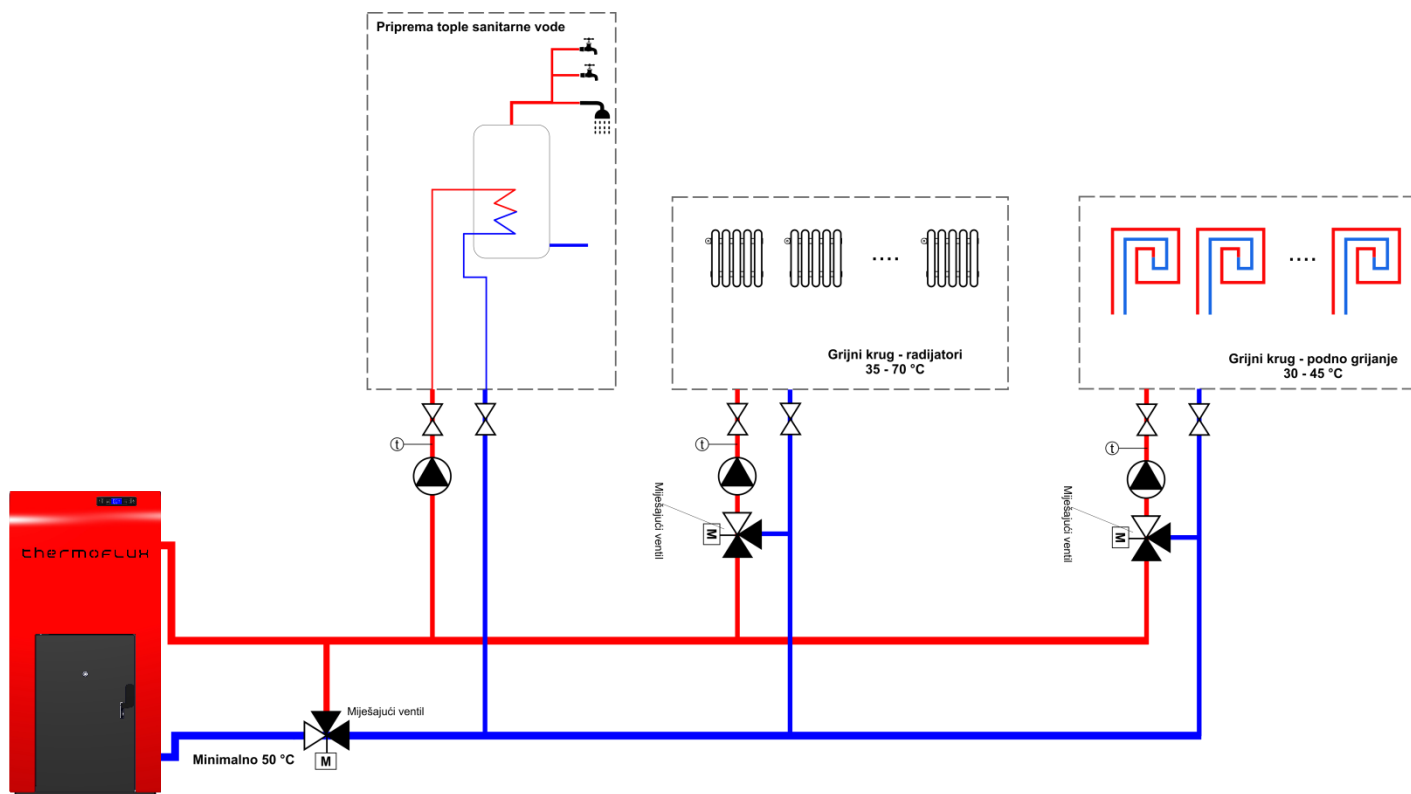 Priprema tople sanitarne vode
Grijni krug - radijatori
35 - 70 °C
Grijni krug - podno grijanje
30 - 45 °C
t
t
t
Miješajući ventil
M
Miješajući ventil
M
thermoflux
Miješajući ventil
Minimalno 50 °C
M